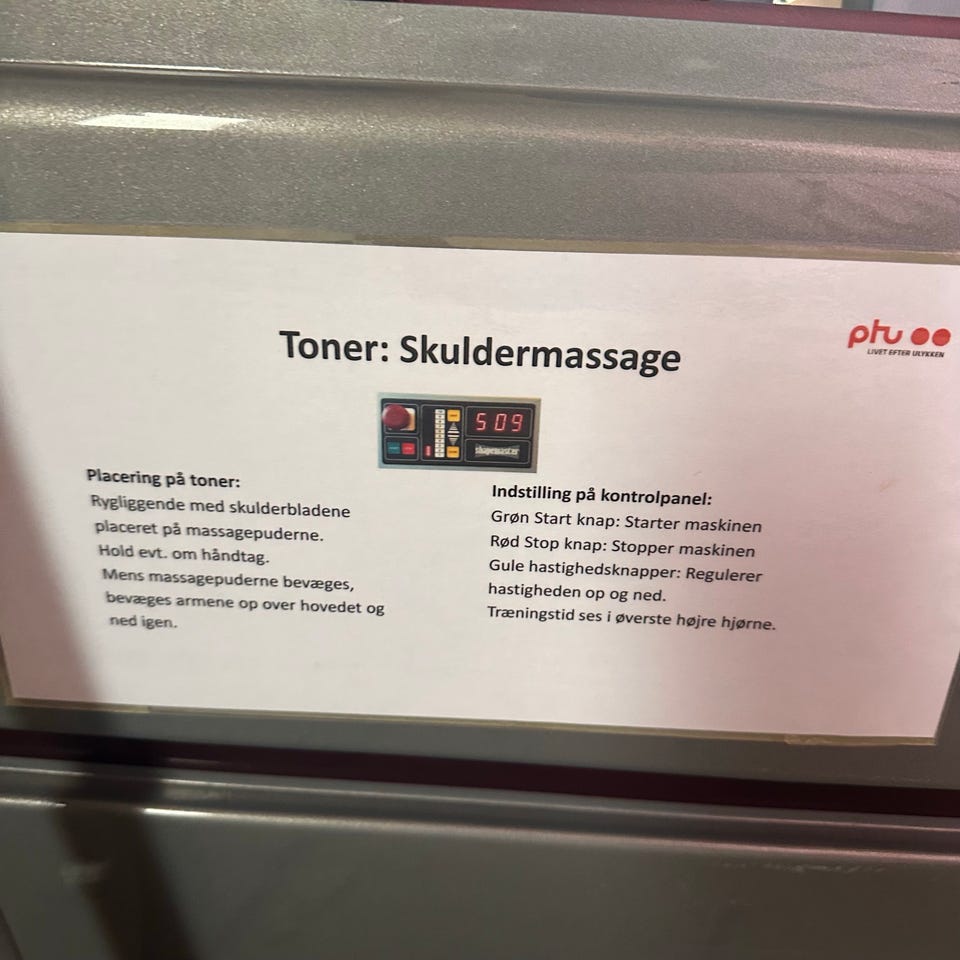 Toner: Skuldermassage
ptu
LIVET EFTER ULYKKEN
509
shapemaster
Placering på toner:
Rygliggende med skulderbladene
placeret på massagepuderne.
Hold evt. om håndtag.
Mens massagepuderne bevæges,
bevæges armene op over hovedet og
ned igen.
Indstilling på kontrolpanel:
Grøn Start knap: Starter maskinen
Rød Stop knap: Stopper maskinen
Gule hastighedsknapper: Regulerer
hastigheden op og ned.
Træningstid ses i øverste højre hjørne.